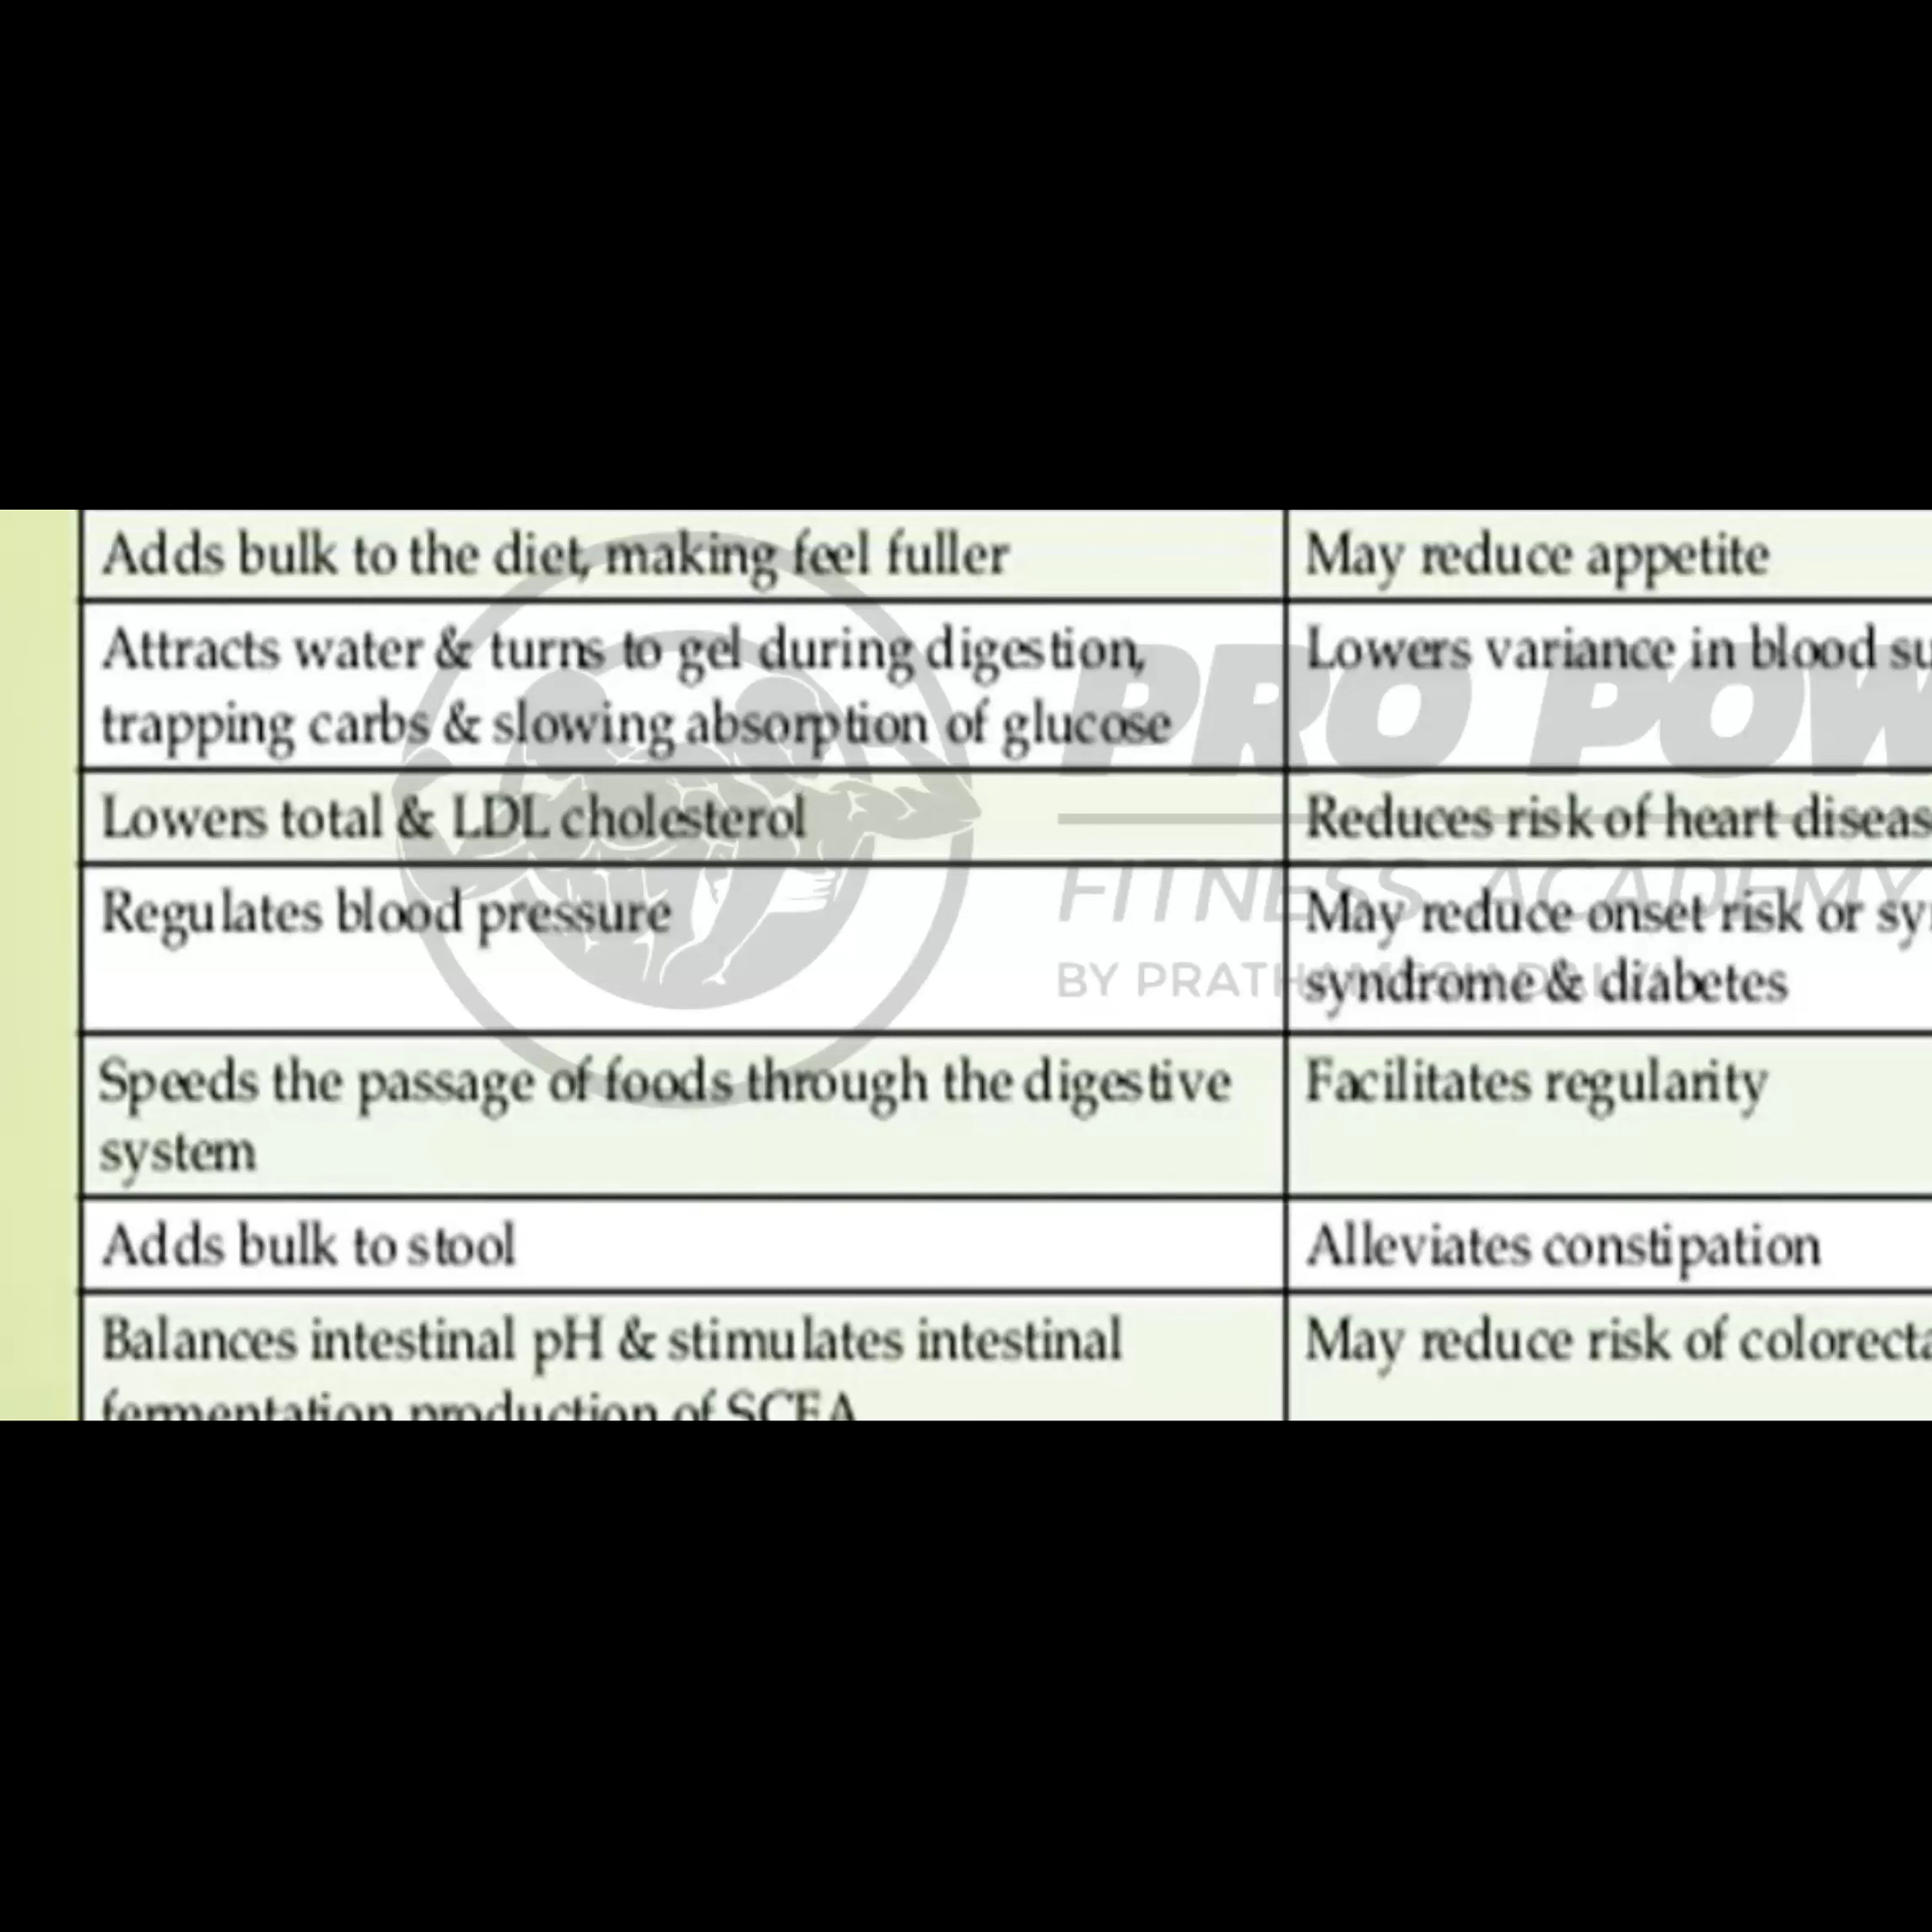 Adds bulk to the diet, making feel fuller
May reduce appetite
Attracts water & turns to gel during digestion,
trapping carbs & slowing absorption of glucose
Lowers variance in blood
Lowers total & LDL cholesterol
Reduces risk of heart
Regulates blood pressure
May reduce onset risk or
syndrome & diabetes
Speeds the passage of foods through the digestive
system
Facilitates regularity
Adds bulk to stool
Alleviates constipation
Balances intestinal pH & stimulates intestinal
fermentation production of SCFA
May reduce risk of
PRO
FITNESS ACADEMY
BY